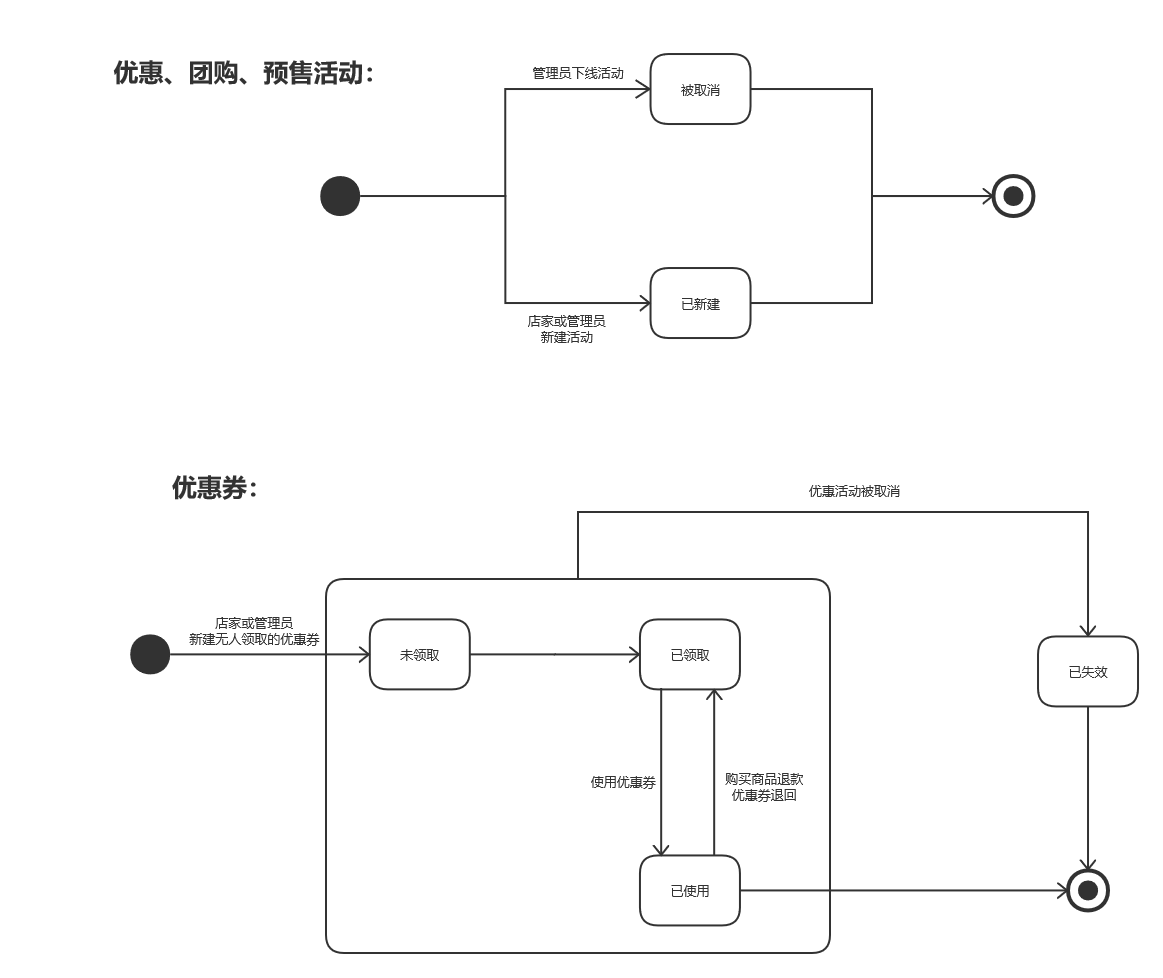 优惠、团购、预售活动：
管理员下线活动
被取消
已新建
店家或管理员
新建活动
优惠券：
优惠活动被取消
店家或管理员
新建无人领取的优惠券
未领取
已领取
已失效
使用优惠券
购买商品退款
优惠券退回
已使用